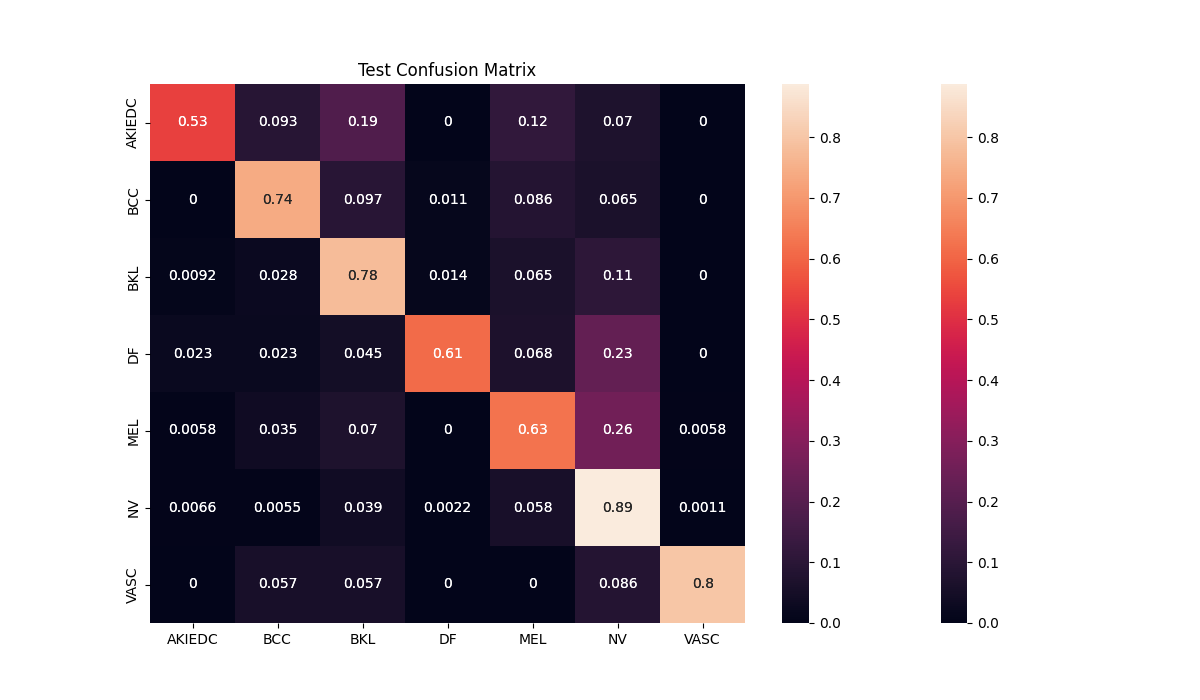 Test Confusion Matrix
AKIEDC 0.53 0.093 0.19 0 0.12 0.07 0
BCC 0 0.74 0.097 0.011 0.086 0.065 0
BKL 0.0092 0.028 0.78 0.014 0.065 0.11 0
DF 0.023 0.023 0.045 0.61 0.068 0.23 0
MEL 0.0058 0.035 0.07 0 0.63 0.26 0.0058
NV 0.0066 0.0055 0.039 0.0022 0.058 0.89 0.0011
VASC 0 0.057 0.057 0 0 0.086 0.8
AKIEDC BCC BKL DF MEL NV VASC
0.8
0.7
0.6
0.5
0.4
0.3
0.2
0.1
0.0
0.8
0.7
0.6
0.5
0.4
0.3
0.2
0.1
0.0